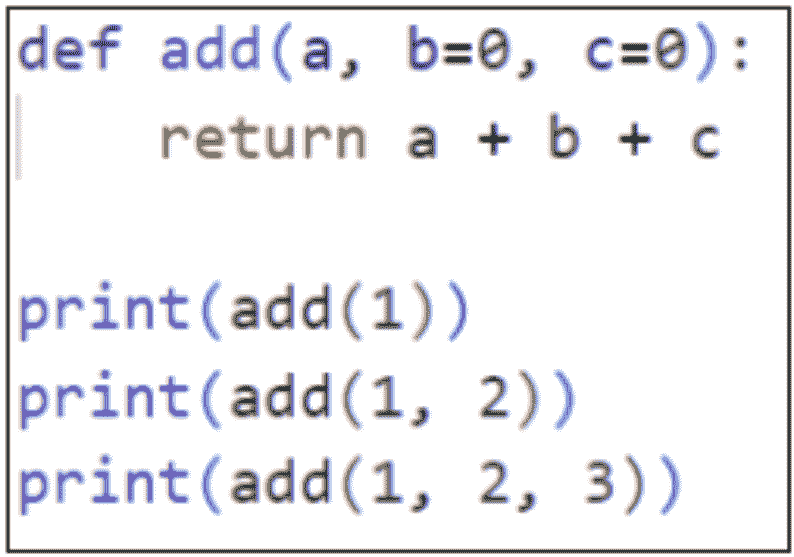 def add(a, b=0, c=0):
    return a + b + c
print(add(1))
print(add(1, 2))
print(add(1, 2, 3))